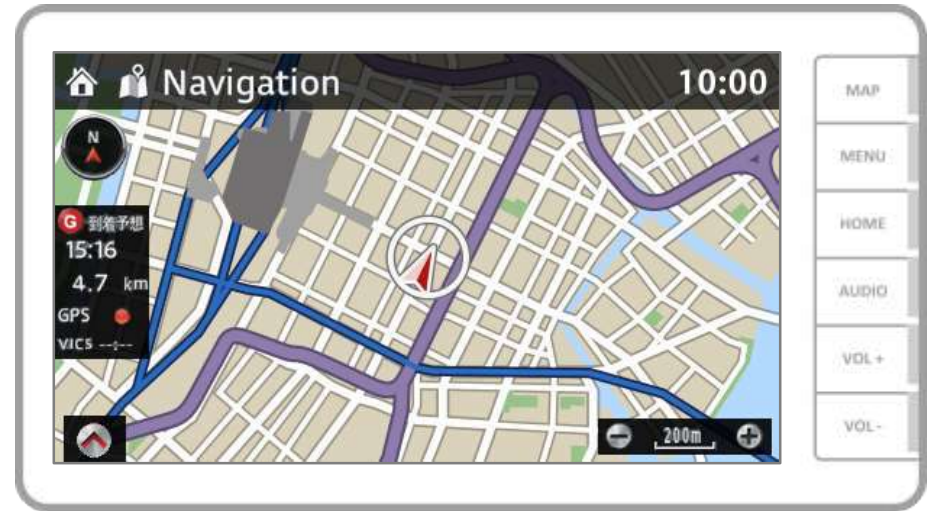 Navigation
10:00
N
G 到着予想
15:16
4.7 km
GPS
VICS --:--
200m
MAP
MENU
HOME
AUDIO
VOL +
VOL -